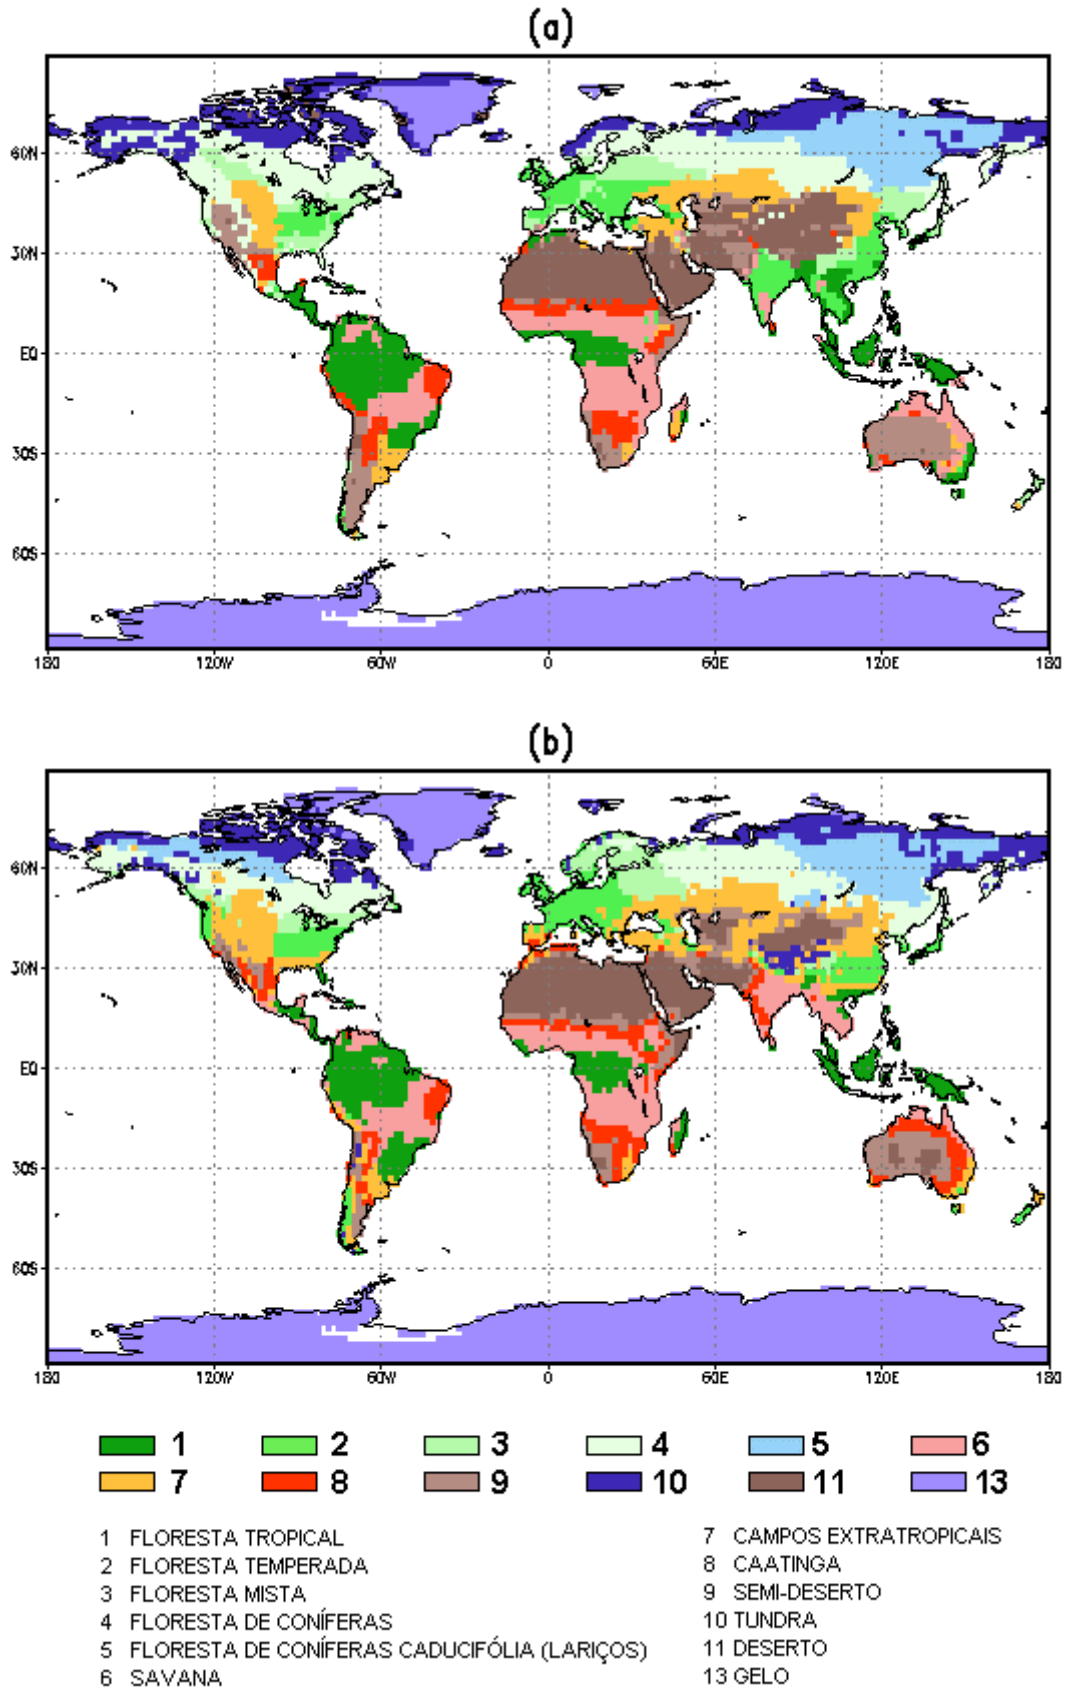 (a)
60N
30N
EQ
30S
60S
180 120W 60W 0 60E 120E 180
(b)
60N
30N
EQ
30S
60S
180 120W 60W 0 60E 120E 180
1 2 3 4 5 6
7 8 9 10 11 13
1 FLORESTA TROPICAL
2 FLORESTA TEMPERADA
3 FLORESTA MISTA
4 FLORESTA DE CONÍFERAS
5 FLORESTA DE CONÍFERAS CADUCIFÓLIA (LARIÇOS)
6 SAVANA
7 CAMPOS EXTRATROPICAIS
8 CAATINGA
9 SEMI-DESERTO
10 TUNDRA
11 DESERTO
13 GELO